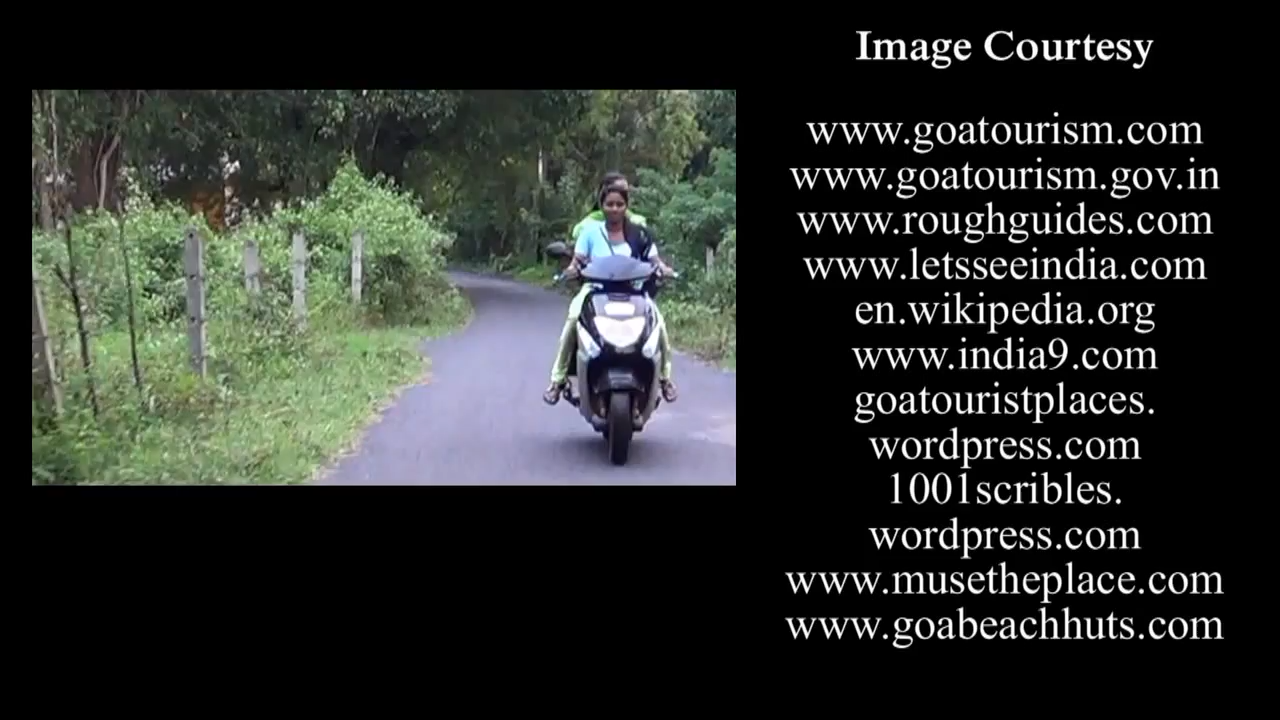 Image Courtesy
www.goatourism.com
www.goatourism.gov.in
www.roughguides.com
www.letsseeindia.com
en.wikipedia.org
www.india9.com
goatouristplaces.
wordpress.com
1001scribles.
wordpress.com
www.musetheplace.com
www.goabeachhuts.com